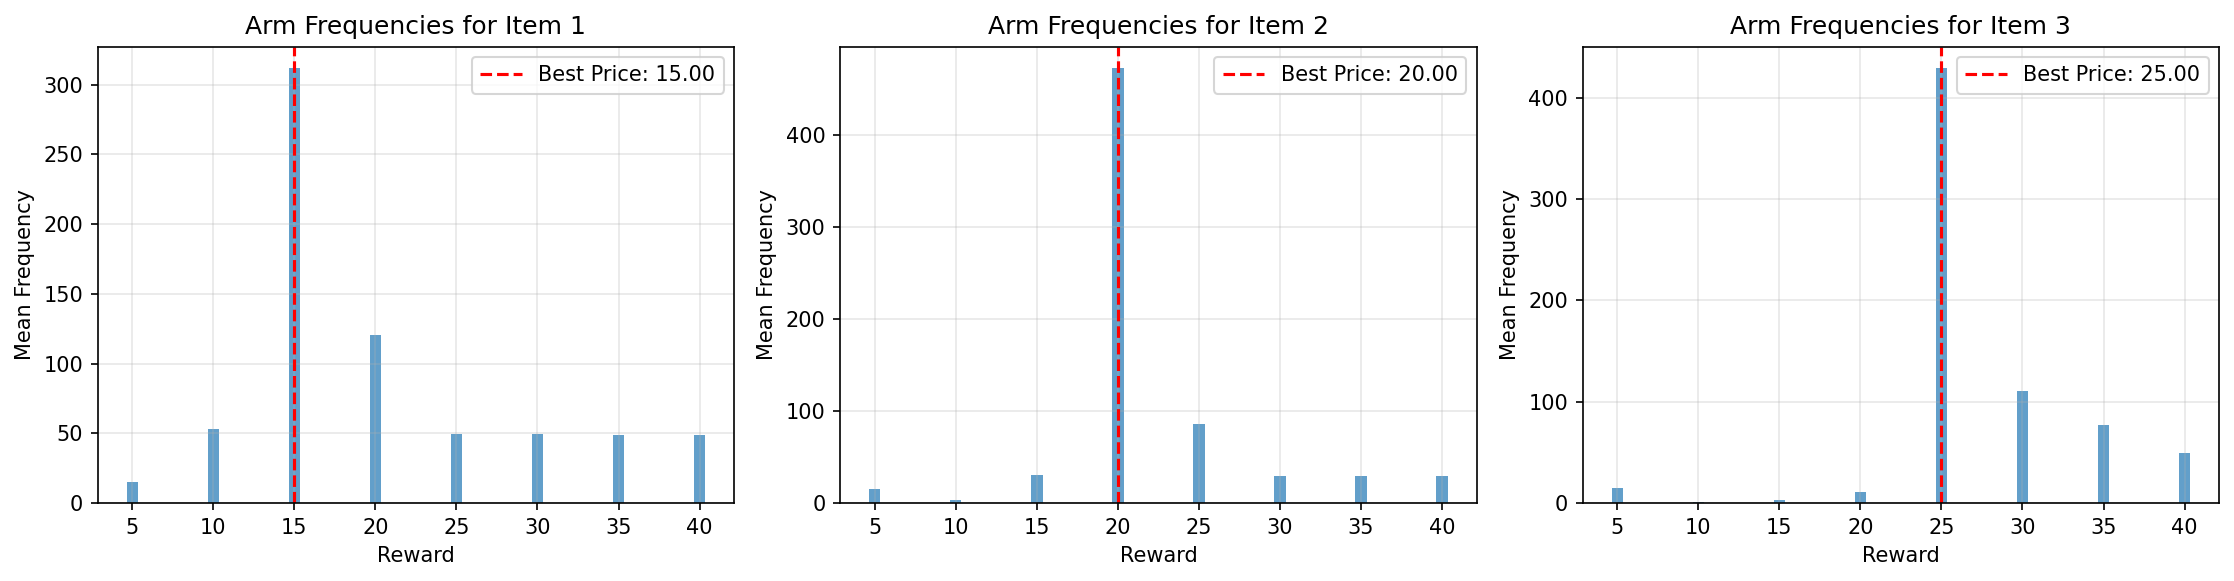 Arm Frequencies for Item 1
Mean Frequency
300
250
200
150
100
50
0
Best Price: 15.00
5 10 15 20 25 30 35 40
Reward
Arm Frequencies for Item 2
Mean Frequency
400
300
200
100
0
Best Price: 20.00
5 10 15 20 25 30 35 40
Reward
Arm Frequencies for Item 3
Mean Frequency
400
300
200
100
0
Best Price: 25.00
5 10 15 20 25 30 35 40
Reward